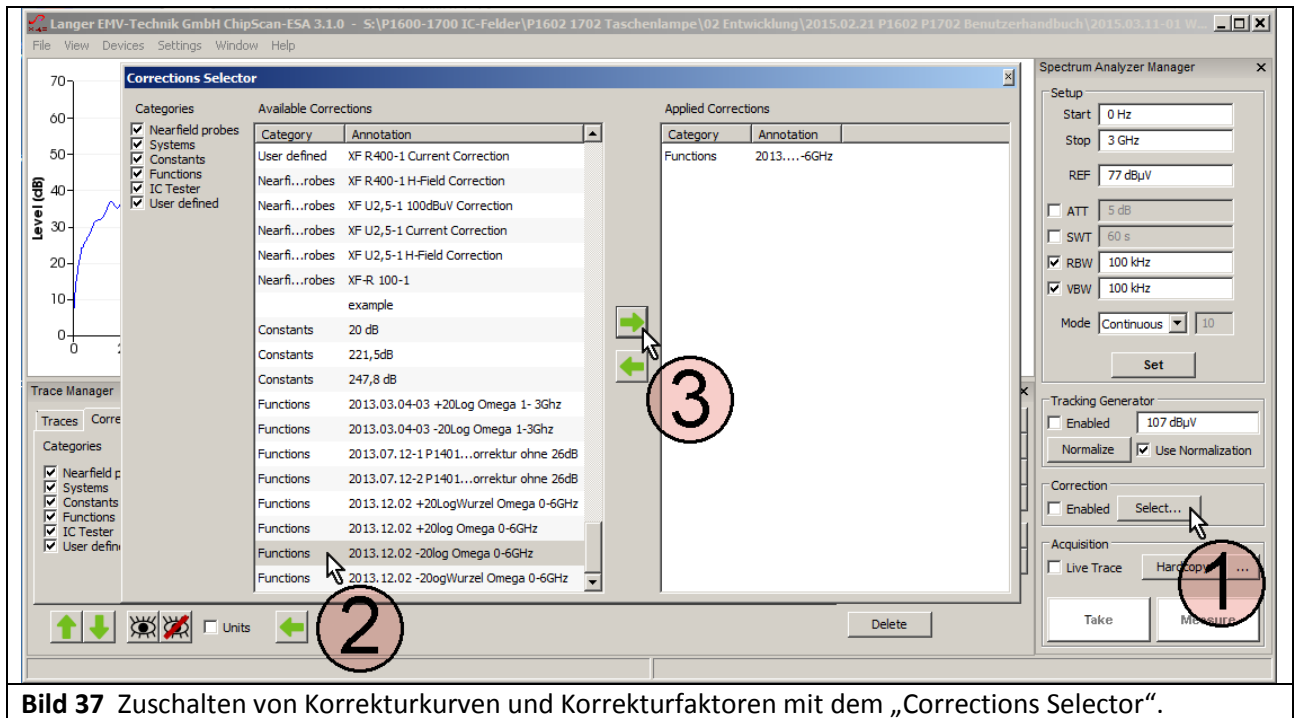 Langer EMV-Technik GmbH ChipScan-ESA 3.1.0 - S:\P1600-1700 IC-Felder\P1602 1702 Taschenlampe\02 Entwicklung\2015.02.21 P1602 P1702 Benutzerhandbuch\2015.03.11-01 W...
File View Devices Settings Window Help
70
60
50
40
30
20
10
0
Level (dB)
0
Corrections Selector
Categories
Nearfield probes
Systems
Constants
Functions
IC Tester
User defined
Available Corrections
Category Annotation
User defined XF R400-1 Current Correction
Nearfi...robes XF R400-1 H-Field Correction
Nearfi...robes XF U2,5-1 100dBuV Correction
Nearfi...robes XF U2,5-1 Current Correction
Nearfi...robes XF U2,5-1 H-Field Correction
Nearfi...robes XF-R 100-1
example
Constants 20 dB
Constants 221,5dB
Constants 247,8 dB
Functions 2013.03.04-03 +20Log Omega 1- 3Ghz
Functions 2013.03.04-03 -20Log Omega 1-3Ghz
Functions 2013.07.12-1 P1401...orrektur ohne 26dB
Functions 2013.07.12-2 P1401...orrektur ohne 26dB
Functions 2013.12.02 +20LogWurzel Omega 0-6GHz
Functions 2013.12.02 +20log Omega 0-6GHz
Functions 2013.12.02 -20log Omega 0-6GHz
Functions 2013.12.02 -20ogWurzel Omega 0-6GHz
Applied Corrections
Category Annotation
Functions 2013....-6GHz
3
2
Trace Manager
Traces Corre
Categories
Nearfield p
Systems
Constants
Functions
IC Tester
User defin
Units
Delete
Spectrum Analyzer Manager
Setup
Start 0 Hz
Stop 3 GHz
REF 77 dBµV
ATT 5 dB
SWT 60 s
RBW 100 kHz
VBW 100 kHz
Mode Continuous 10
Set
Tracking Generator
Enabled 107 dBµV
Normalize Use Normalization
Correction
Enabled Select...
Acquisition
Live Trace Hardcopy ...
1
Take Measure
Bild 37 Zuschalten von Korrekturkurven und Korrekturfaktoren mit dem „Corrections Selector“.